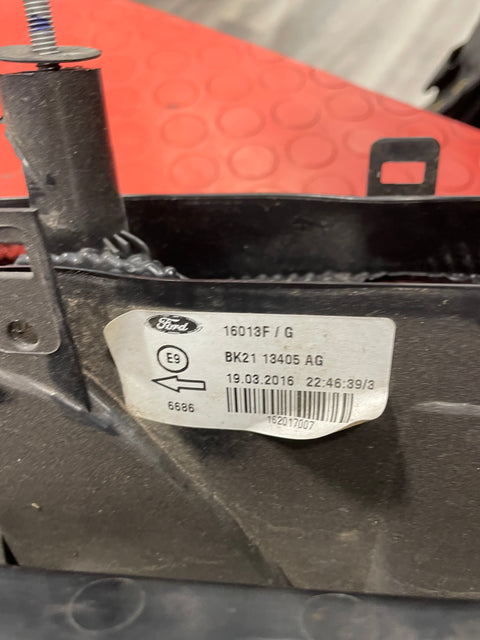 Ford
16013F / G
E9
BK21 13405 AG
19.03.2016 22:46:39/3
6686
162017007